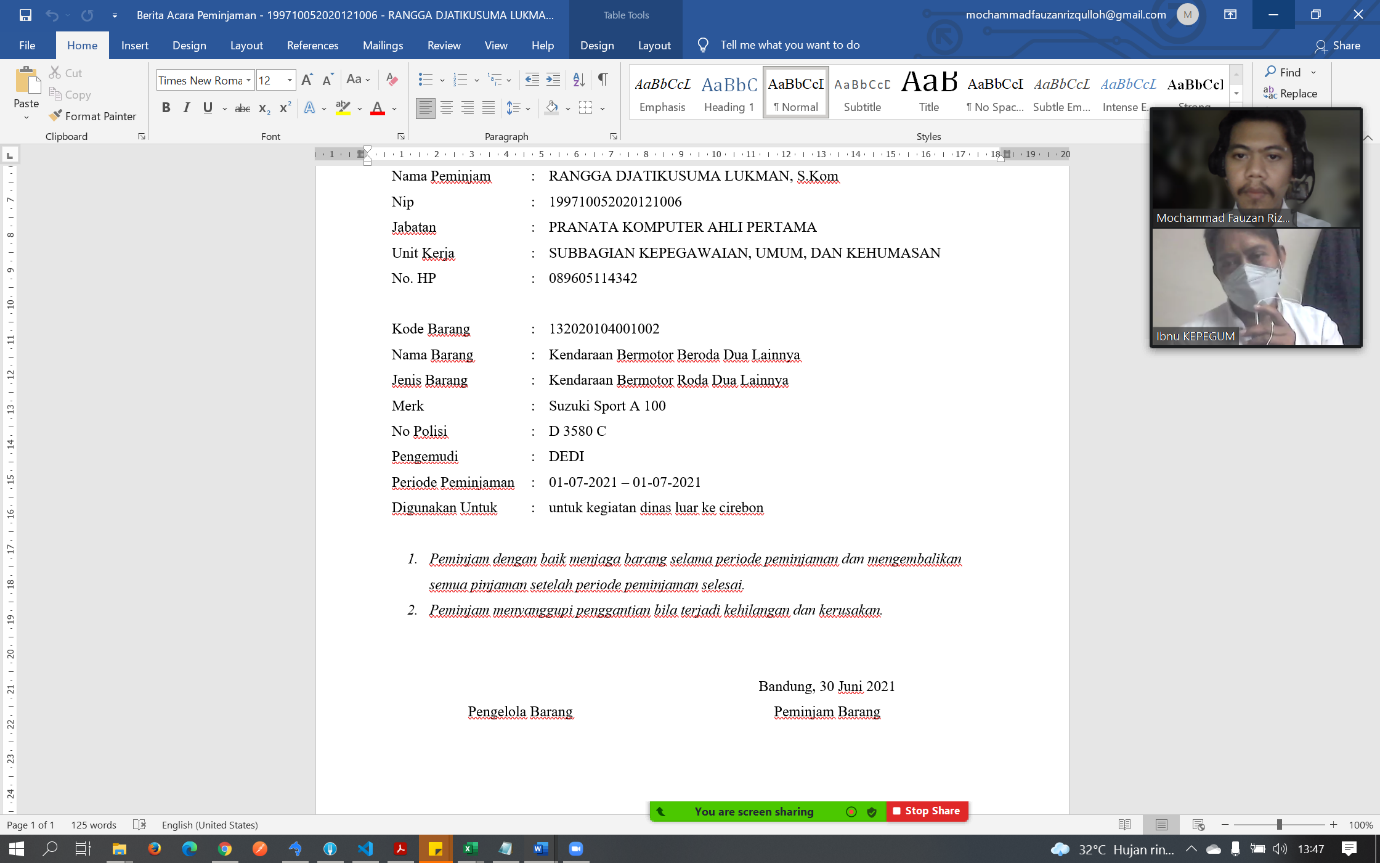 Berita Acara Peminjaman - 199710052020121006 - RANGGA DJATIKUSUMA LUKMA...
Table Tools
mochammadfauzanrizqulloh@gmail.com
M
File
Home
Insert
Design
Layout
References
Mailings
Review
View
Help
Design
Layout
Tell me what you want to do
Share
Paste
Cut
Copy
Format Painter
Clipboard
Times New Roma
12
Font
Paragraph
AaBbCcL Emphasis
AaBbC Heading 1
AaBbCcI ¶ Normal
AaBbCcD Subtitle
AaB Title
AaBbCcI ¶ No Spac...
AaBbCcL Subtle Em...
AaBbCcL Intense E...
AaBbCcI Strong
Styles
Find
Replace
Mochammad Fauzan Riz...
Ibnu KEPEGUM
Nama Peminjam : RANGGA DJATIKUSUMA LUKMAN, S.Kom
Nip : 199710052020121006
Jabatan : PRANATA KOMPUTER AHLI PERTAMA
Unit Kerja : SUBBAGIAN KEPEGAWAIAN, UMUM, DAN KEHUMASAN
No. HP : 089605114342
Kode Barang : 132020104001002
Nama Barang : Kendaraan Bermotor Beroda Dua Lainnya
Jenis Barang : Kendaraan Bermotor Roda Dua Lainnya
Merk : Suzuki Sport A 100
No Polisi : D 3580 C
Pengemudi : DEDI
Periode Peminjaman : 01-07-2021 – 01-07-2021
Digunakan Untuk : untuk kegiatan dinas luar ke cirebon
1. Peminjam dengan baik menjaga barang selama periode peminjaman dan mengembalikan
semua pinjaman setelah periode peminjaman selesai.
2. Peminjam menyanggupi penggantian bila terjadi kehilangan dan kerusakan.
Bandung, 30 Juni 2021
Pengelola Barang Peminjam Barang
You are screen sharing
Stop Share
Page 1 of 1
125 words
English (United States)
100%
32°C Hujan rin...
13:47